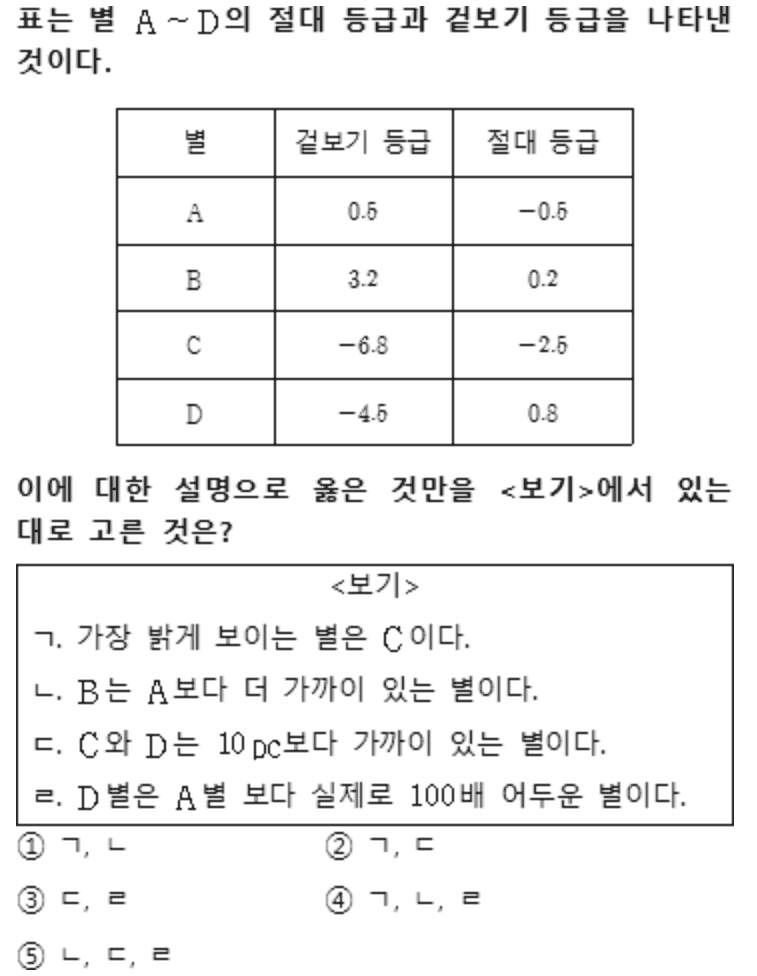 표는 별 A ~ D의 절대 등급과 겉보기 등급을 나타낸
것이다.
별 겉보기 등급 절대 등급
A 0.5 -0.5
B 3.2 0.2
C -6.8 -2.5
D -4.5 0.8
이에 대한 설명으로 옳은 것만을 <보기>에서 있는
대로 고른 것은?
<보기>
ㄱ. 가장 밝게 보이는 별은 C이다.
ㄴ. B는 A보다 더 가까이 있는 별이다.
ㄷ. C와 D는 10pc보다 가까이 있는 별이다.
ㄹ. D별은 A별 보다 실제로 100배 어두운 별이다.
① ㄱ, ㄴ ② ㄱ, ㄷ
③ ㄷ, ㄹ ④ ㄱ, ㄴ, ㄹ
⑤ ㄴ, ㄷ, ㄹ